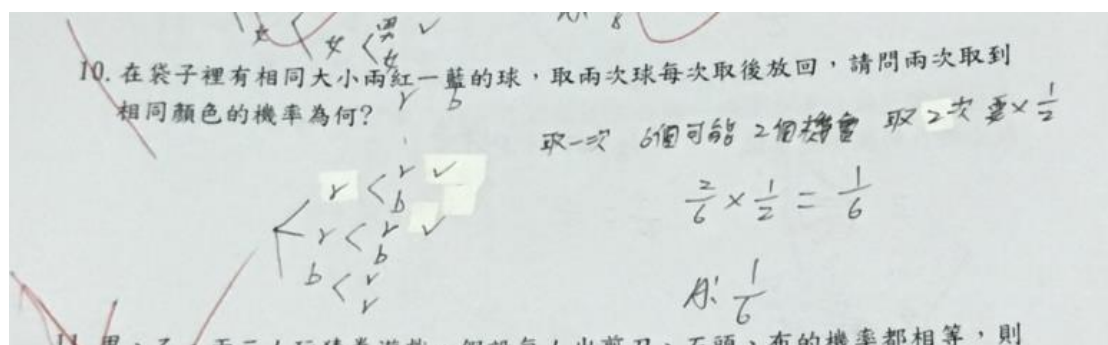 女 < 男 ✓
女
10. 在袋子裡有相同大小兩紅一藍的球，取兩次球每次取後放回，請問兩次取到
r b
相同顏色的機率為何?
取一次 6個可能 2個機會 取2次 要×1/2
r < r ✓
b
r < r ✓
b
b < r
r
2/6 × 1/2 = 1/6
A: 1/6